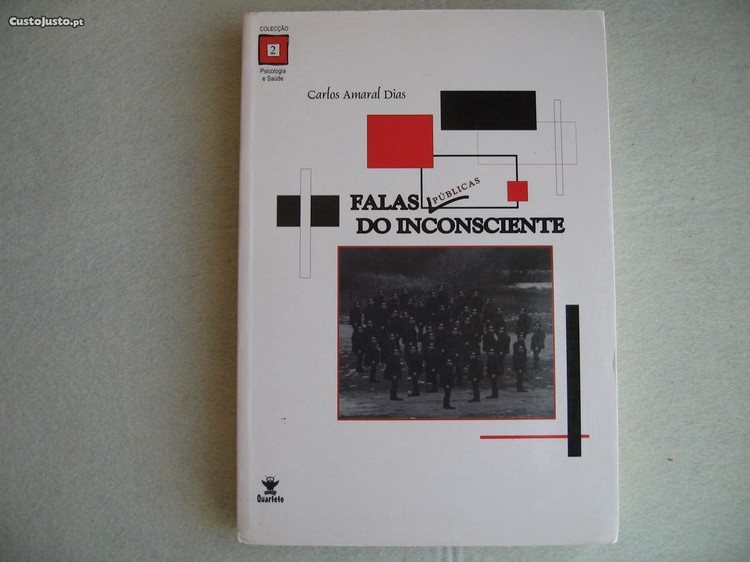 CustoJusto.pt
COLECÇÃO
2
Psicologia
e Saúde
Carlos Amaral Dias
FALAS PÚBLICAS
DO INCONSCIENTE
Quarteto